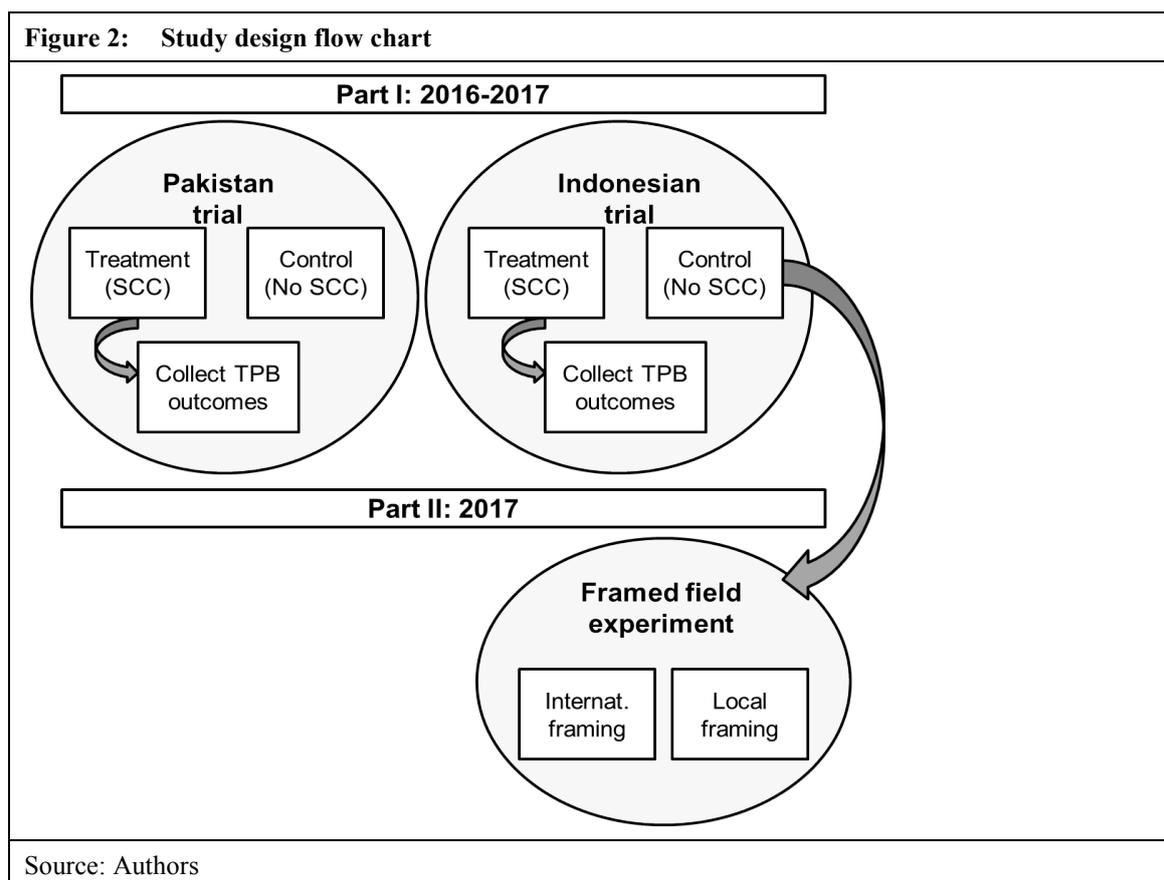 Figure 2: Study design flow chart
Part I: 2016-2017
Pakistan
trial
Treatment
(SCC)
Control
(No SCC)
Collect TPB
outcomes
Indonesian
trial
Treatment
(SCC)
Control
(No SCC)
Collect TPB
outcomes
Part II: 2017
Framed field
experiment
Internat.
framing
Local
framing
Source: Authors